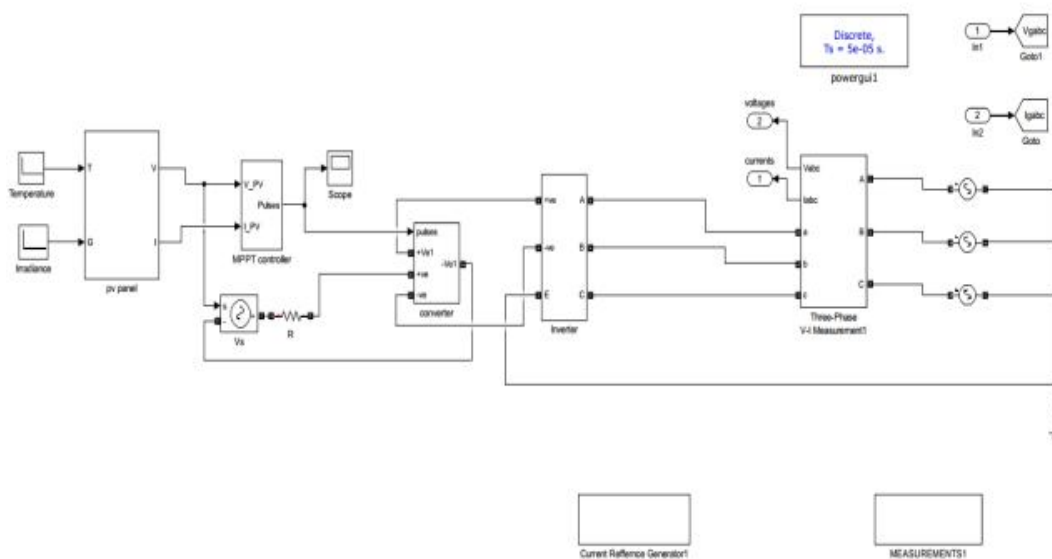 Discrete,
Ts = 5e-05 s.
powergui1
1
In1
Vgabc
Goto1
2
In2
Igabc
Goto
voltages
2
currents
1
Temperature
Irradiance
T
G
V
I
pv panel
V_PV
I_PV
Pulses
MPPT controller
Scope
s
-
+
Vs
R
pulses
+Vo1
+ve
-ve
-Vo1
converter
+ve
-ve
E
A
B
C
Inverter
Vabc
Iabc
a
b
c
A
B
C
Three-Phase
V-I Measurement1
Current Reffernce Generator1
MEASUREMENTS1